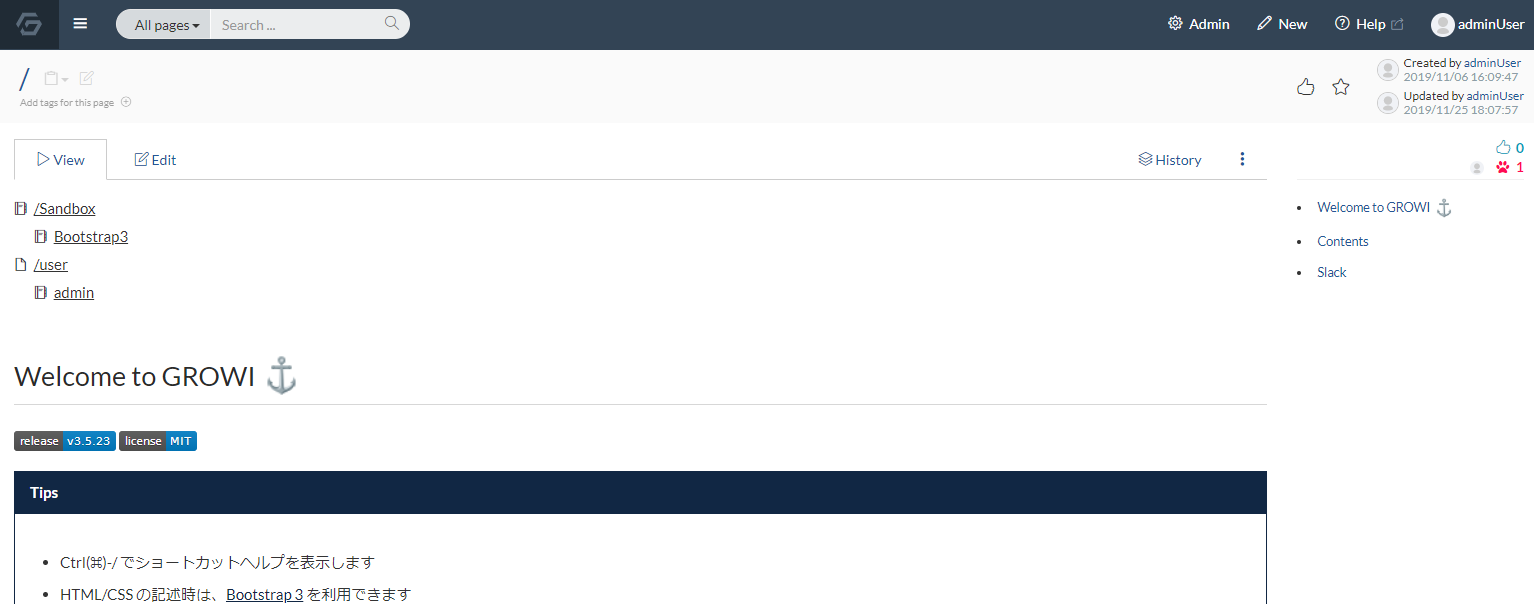 All pages Search ... Admin New Help adminUser
/
Add tags for this page
Created by adminUser
2019/11/06 16:09:47
Updated by adminUser
2019/11/25 18:07:57
View Edit History
0
1
/Sandbox
Bootstrap3
/user
admin
Welcome to GROWI
Contents
Slack
Welcome to GROWI
release v3.5.23 license MIT
Tips
Ctrl(⌘)-/ でショートカットヘルプを表示します
HTML/CSS の記述時は、Bootstrap 3 を利用できます